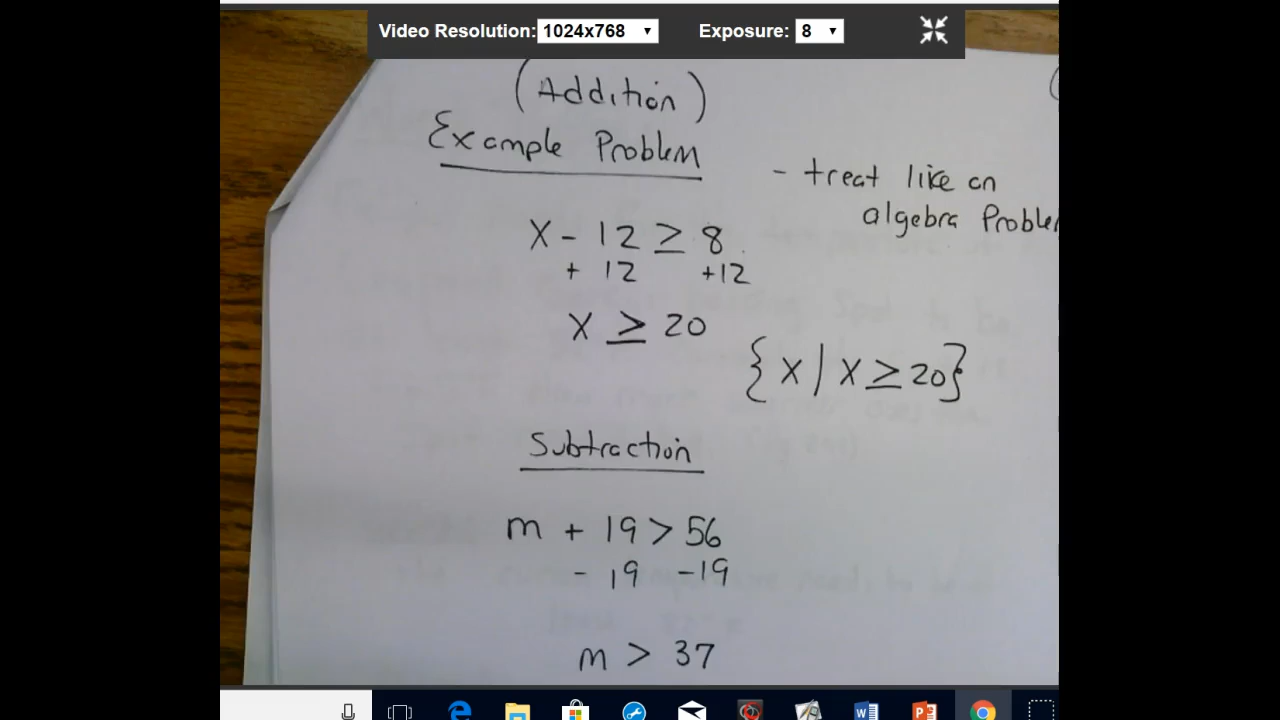 Video Resolution: 1024x768 Exposure: 8
(Addition)
Example Problem
- treat like an
algebra Problem
X - 12 ≥ 8
+ 12 +12
X ≥ 20
{X | X ≥ 20}
Subtraction
m + 19 > 56
- 19 -19
m > 37